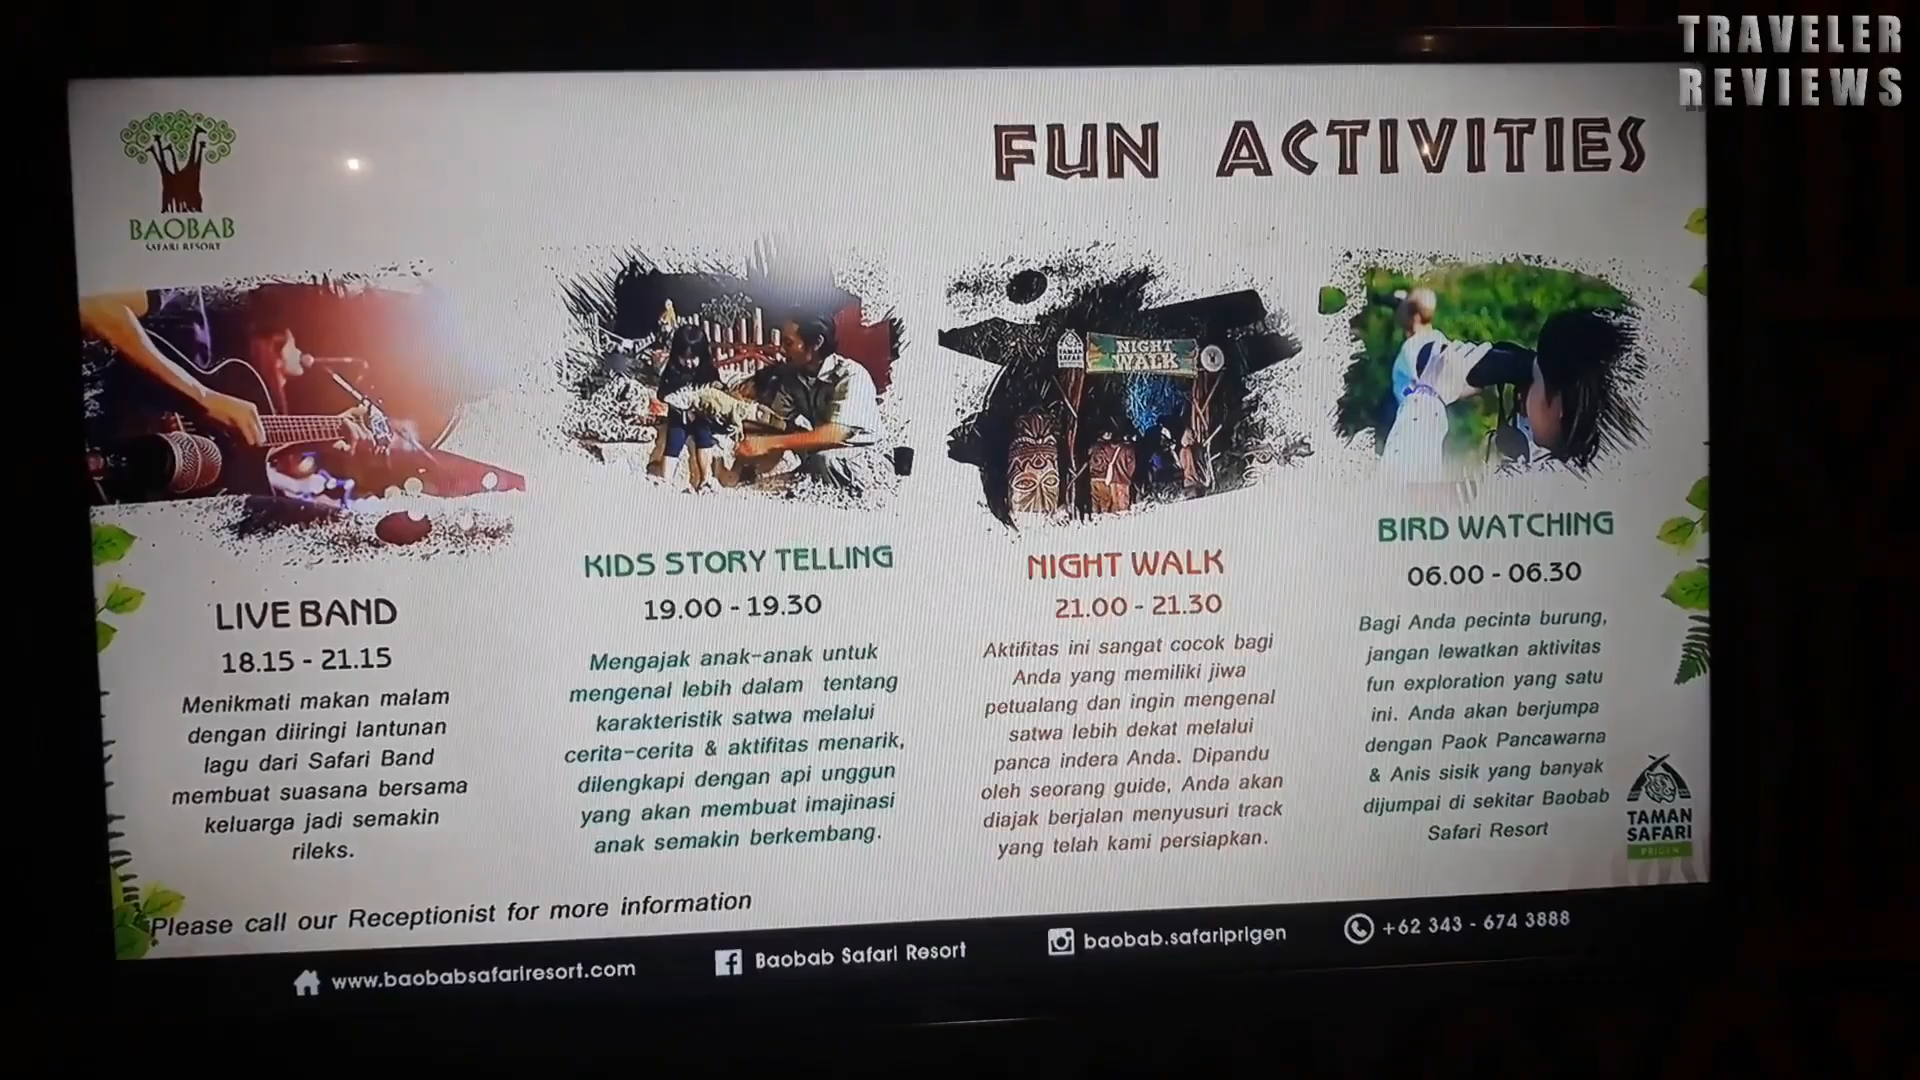 TRAVELER
REVIEWS
BAOBAB
SAFARI RESORT
FUN ACTIVITIES
TAMAN
SAFARI
NIGHT
WALK
LIVE BAND
18.15 - 21.15
Menikmati makan malam
dengan diiringi lantunan
lagu dari Safari Band
membuat suasana bersama
keluarga jadi semakin
rileks.
KIDS STORY TELLING
19.00 - 19.30
Mengajak anak-anak untuk
mengenal lebih dalam tentang
karakteristik satwa melalui
cerita-cerita & aktifitas menarik,
dilengkapi dengan api unggun
yang akan membuat imajinasi
anak semakin berkembang.
NIGHT WALK
21.00 - 21.30
Aktifitas ini sangat cocok bagi
Anda yang memiliki jiwa
petualang dan ingin mengenal
satwa lebih dekat melalui
panca indera Anda. Dipandu
oleh seorang guide, Anda akan
diajak berjalan menyusuri track
yang telah kami persiapkan.
BIRD WATCHING
06.00 - 06.30
Bagi Anda pecinta burung,
jangan lewatkan aktivitas
fun exploration yang satu
ini. Anda akan berjumpa
dengan Paok Pancawarna
& Anis sisik yang banyak
dijumpai di sekitar Baobab
Safari Resort
TAMAN
SAFARI
PRIGEN
Please call our Receptionist for more information
www.baobabsafariresort.com
Baobab Safari Resort
baobab.safariprigen
+62 343 - 674 3888